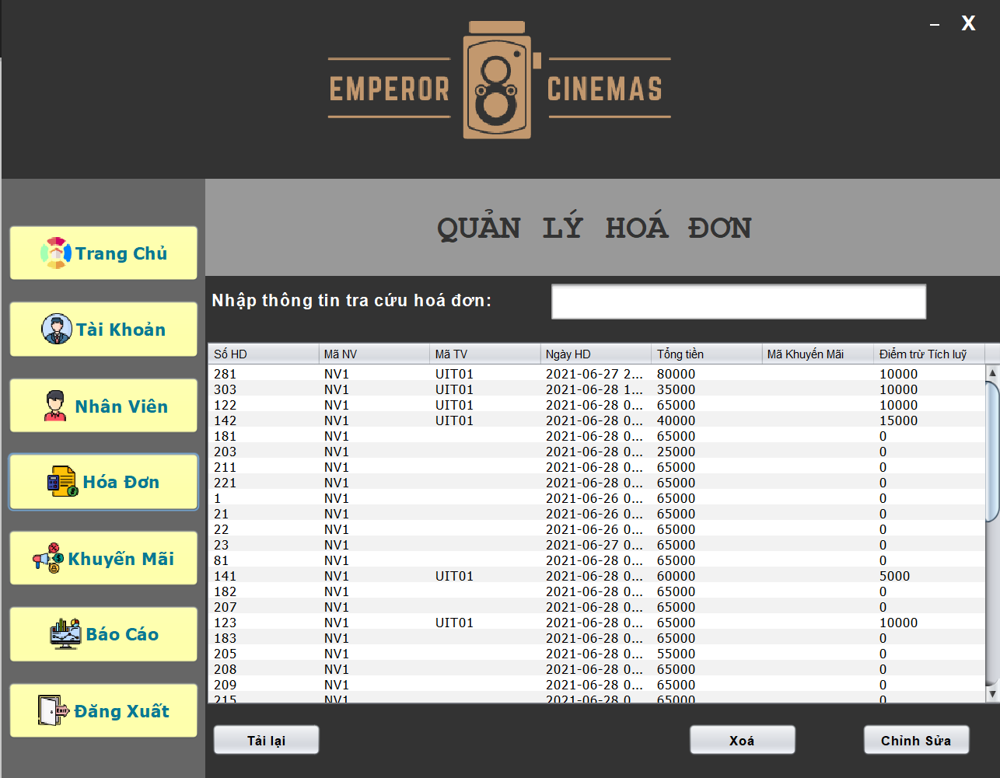 – X
EMPEROR CINEMAS
QUẢN LÝ HOÁ ĐƠN
Trang Chủ
Tài Khoản
Nhân Viên
Hóa Đơn
Khuyến Mãi
Báo Cáo
Đăng Xuất
Nhập thông tin tra cứu hoá đơn:
Số HD Mã NV Mã TV Ngày HD Tổng tiền Mã Khuyến Mãi Điểm trừ Tích luỹ
281 NV1 UIT01 2021-06-27 2... 80000 10000
303 NV1 UIT01 2021-06-28 1... 35000 10000
122 NV1 UIT01 2021-06-28 0... 65000 10000
142 NV1 UIT01 2021-06-28 0... 40000 15000
181 NV1 2021-06-28 0... 65000 0
203 NV1 2021-06-28 0... 25000 0
211 NV1 2021-06-28 0... 65000 0
221 NV1 2021-06-28 0... 65000 0
1 NV1 2021-06-26 0... 65000 0
21 NV1 2021-06-26 0... 65000 0
22 NV1 2021-06-26 0... 65000 0
23 NV1 2021-06-27 0... 65000 0
81 NV1 2021-06-28 0... 65000 0
141 NV1 UIT01 2021-06-28 0... 60000 5000
182 NV1 2021-06-28 0... 65000 0
207 NV1 2021-06-28 0... 65000 0
123 NV1 UIT01 2021-06-28 0... 65000 10000
183 NV1 2021-06-28 0... 65000 0
205 NV1 2021-06-28 0... 55000 0
208 NV1 2021-06-28 0... 65000 0
209 NV1 2021-06-28 0... 65000 0
215 NV1 2021-06-28 0 65000 0
Tải lại
Xoá
Chỉnh Sửa